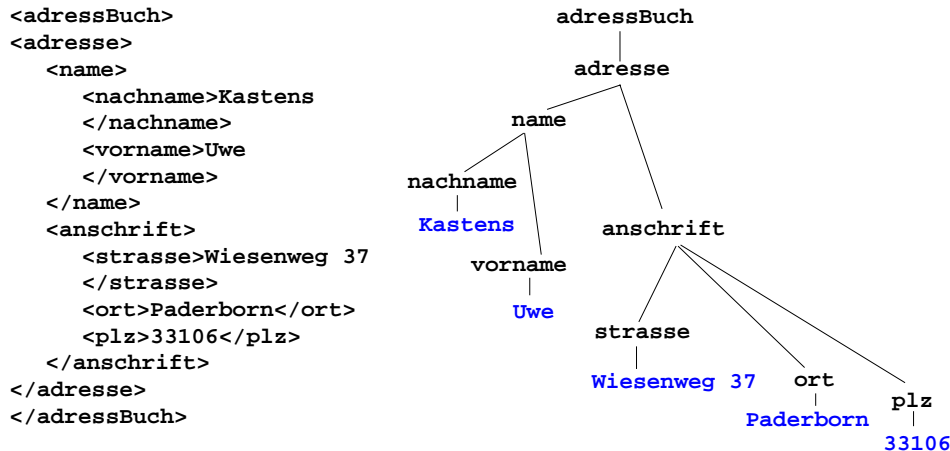 <adressBuch>
<adresse>
<name>
<nachname>Kastens
</nachname>
<vorname>Uwe
</vorname>
</name>
<anschrift>
<strasse>Wiesenweg 37
</strasse>
<ort>Paderborn</ort>
<plz>33106</plz>
</anschrift>
</adresse>
</adressBuch>
adressBuch
adresse
name
nachname
Kastens
anschrift
vorname
Uwe
strasse
Wiesenweg 37
ort
plz
Paderborn
33106